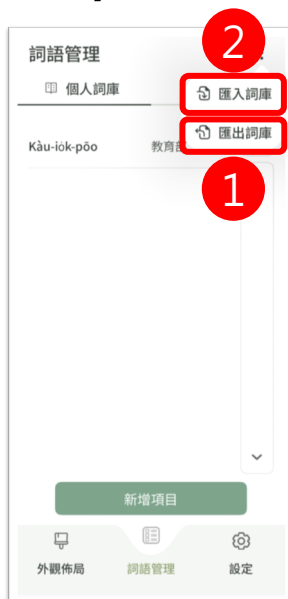 2
詞語管理
個人詞庫
匯入詞庫
匯出詞庫
Kàu-io̍k-pōo
教育
1
新增項目
外觀佈局
詞語管理
設定